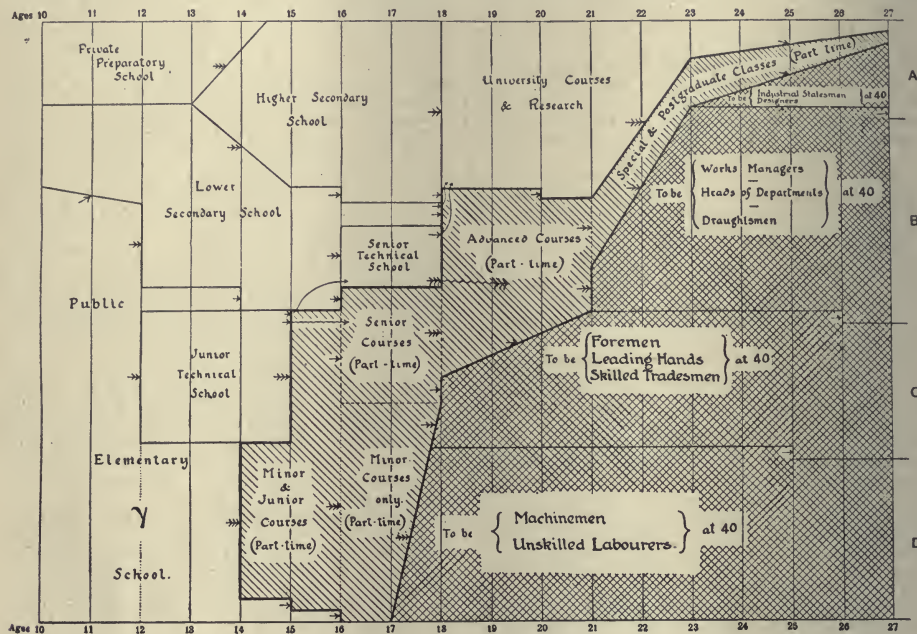 Ages 10 11 12 13 14 15 16 18 19 20 21 22 23 24 25 26 27
Private
Preparatory
School
Higher Secondary
School
University Courses
& Research
Special & Postgraduate Classes (Part time)
A
To be { Industrial Statesmen Designers } at 40
Lower
Secondary School
Works Managers
—
To be { Heads of Departments } at 40
—
Draughtsmen
B
Senior
Technical
School
Advanced Courses
(Part-time)
Public
Senior
Courses
(Part-time)
Junior
Technical
School
Foremen
To be { Leading Hands } at 40
Skilled Tradesmen
C
Elementary
γ
School.
Minor
&
Junior
Courses
(Part-time)
Minor
Courses
only.
(Part-time)
To be { Machinemen Unskilled Labourers. } at 40
D
Ages 10 11 12 13 14 15 16 18 19 20 21 22 23 24 25 26 27